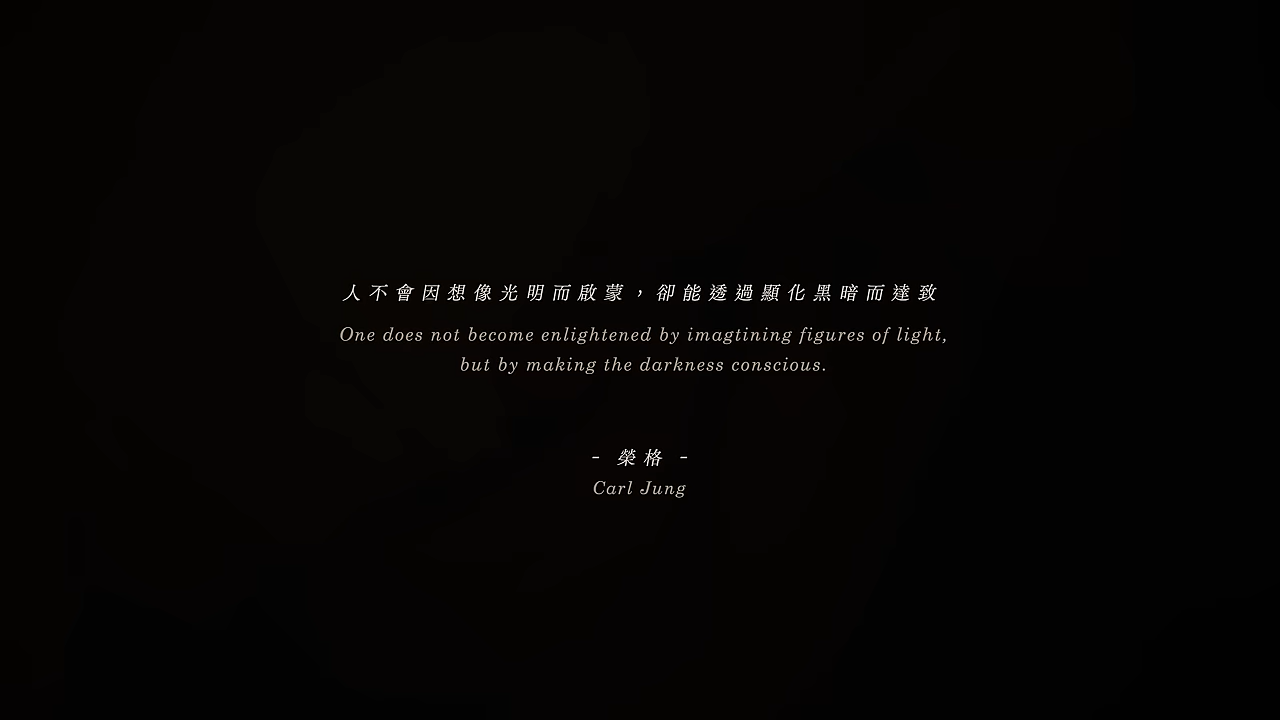 人不會因想像光明而啟蒙，卻能透過顯化黑暗而達致
One does not become enlightened by imagtining figures of light,
but by making the darkness conscious.
- 榮格 -
Carl Jung